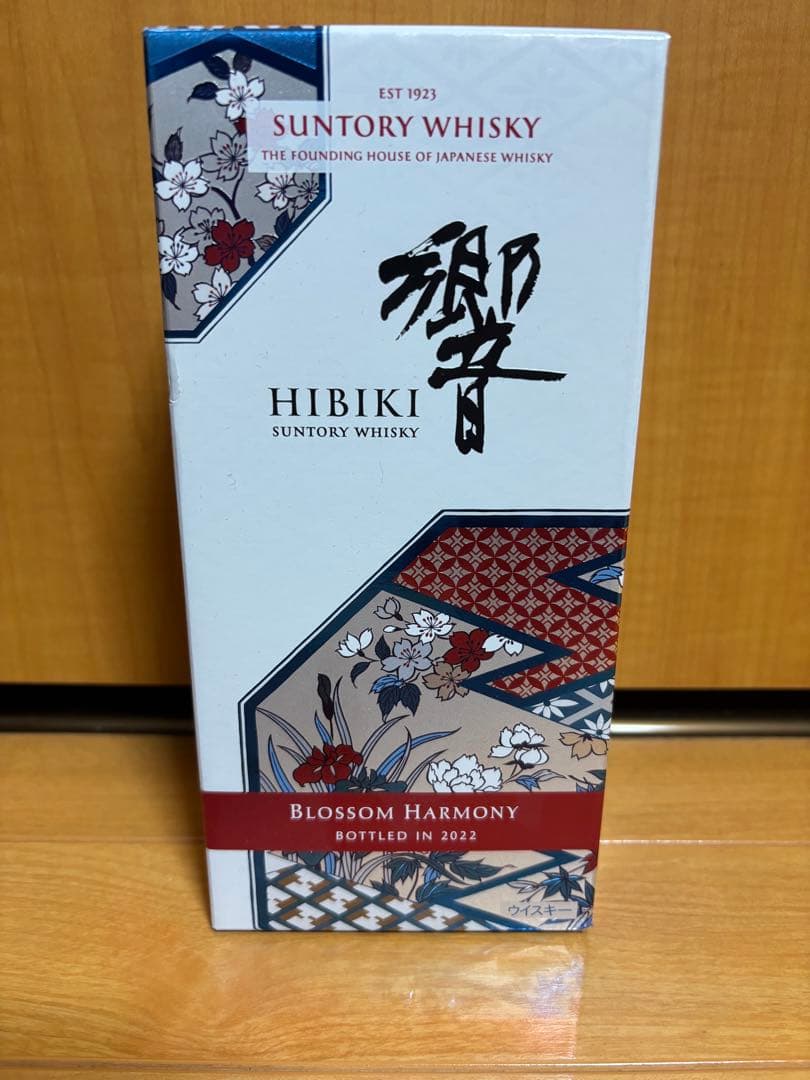 EST 1923
SUNTORY WHISKY
THE FOUNDING HOUSE OF JAPANESE WHISKY
響
HIBIKI
SUNTORY WHISKY
BLOSSOM HARMONY
BOTTLED IN 2022
ウイスキー